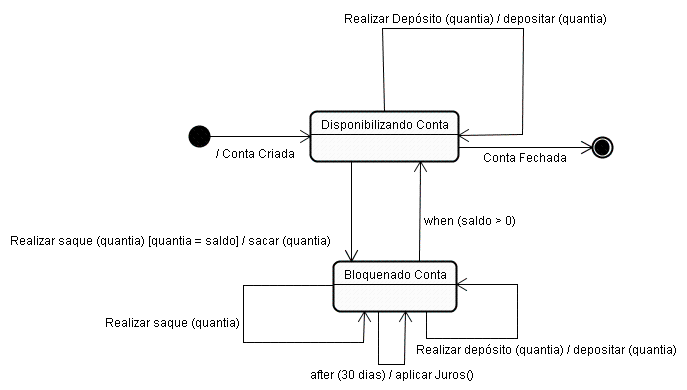 Realizar Depósito (quantia) / depositar (quantia)
Disponibilizando Conta
/ Conta Criada
Conta Fechada
when (saldo > 0)
Realizar saque (quantia) [quantia = saldo] / sacar (quantia)
Bloquenado Conta
Realizar saque (quantia)
Realizar depósito (quantia) / depositar (quantia)
after (30 dias) / aplicar Juros()